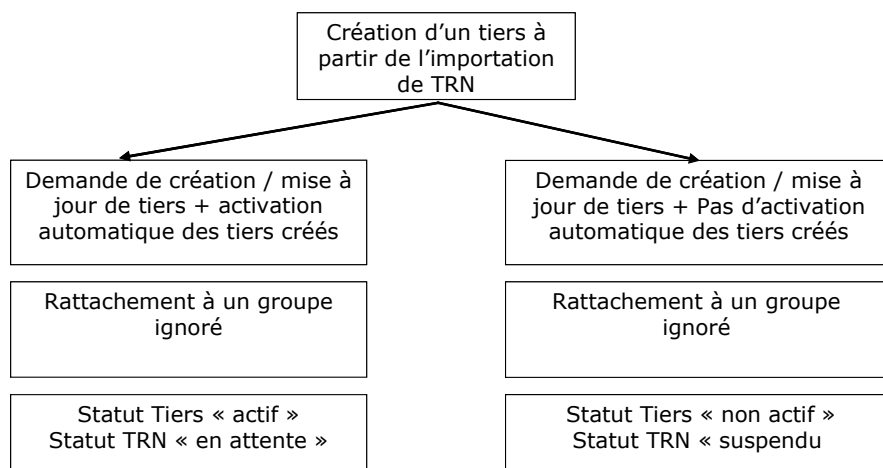 Création d’un tiers à
partir de l’importation
de TRN
Demande de création / mise à
jour de tiers + activation
automatique des tiers créés
Demande de création / mise à
jour de tiers + Pas d’activation
automatique des tiers créés
Rattachement à un groupe
ignoré
Rattachement à un groupe
ignoré
Statut Tiers « actif »
Statut TRN « en attente »
Statut Tiers « non actif »
Statut TRN « suspendu